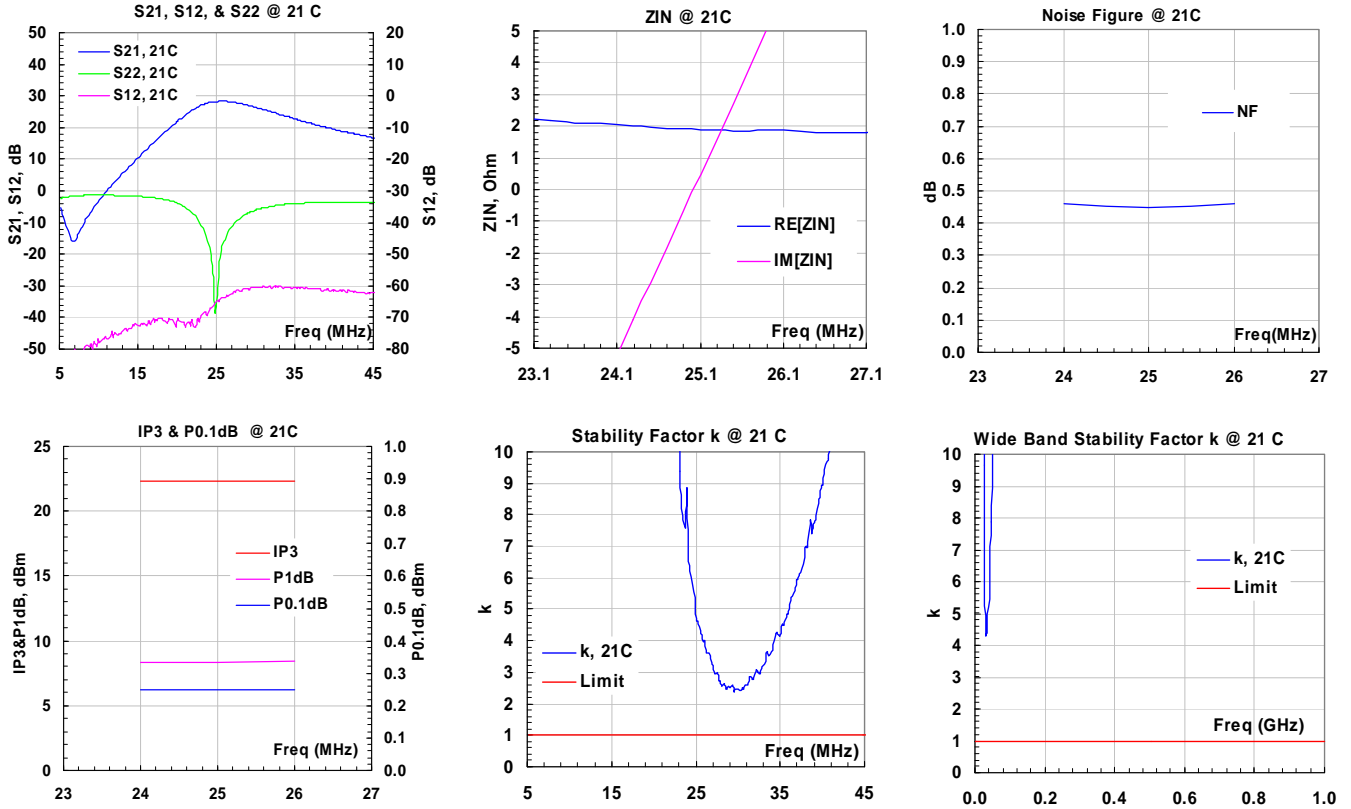 S21, S12, & S22 @ 21 C
50
40
30
20
10
0
-10
-20
-30
-40
-50
S21, S12, dB
S21, 21C
S22, 21C
S12, 21C
20
10
0
-10
-20
-30
-40
-50
-60
-70
-80
S12, dB
Freq (MHz)
5 15 25 35 45
ZIN @ 21C
5
4
3
2
1
0
-1
-2
-3
-4
-5
ZIN, Ohm
RE[ZIN]
IM[ZIN]
Freq (MHz)
23.1 24.1 25.1 26.1 27.1
Noise Figure @ 21C
1.0
0.9
0.8
0.7
0.6
0.5
0.4
0.3
0.2
0.1
0.0
dB
NF
Freq(MHz)
23 24 25 26 27
IP3 & P0.1dB @ 21C
25
20
15
10
5
0
IP3&P1dB, dBm
IP3
P1dB
P0.1dB
1.0
0.9
0.8
0.7
0.6
0.5
0.4
0.3
0.2
0.1
0.0
P0.1dB, dBm
Freq (MHz)
23 24 25 26 27
Stability Factor k @ 21 C
10
9
8
7
6
5
4
3
2
1
0
k
k, 21C
Limit
Freq (MHz)
5 15 25 35 45
Wide Band Stability Factor k @ 21 C
10
9
8
7
6
5
4
3
2
1
0
k
k, 21C
Limit
Freq (GHz)
0.0 0.2 0.4 0.6 0.8 1.0